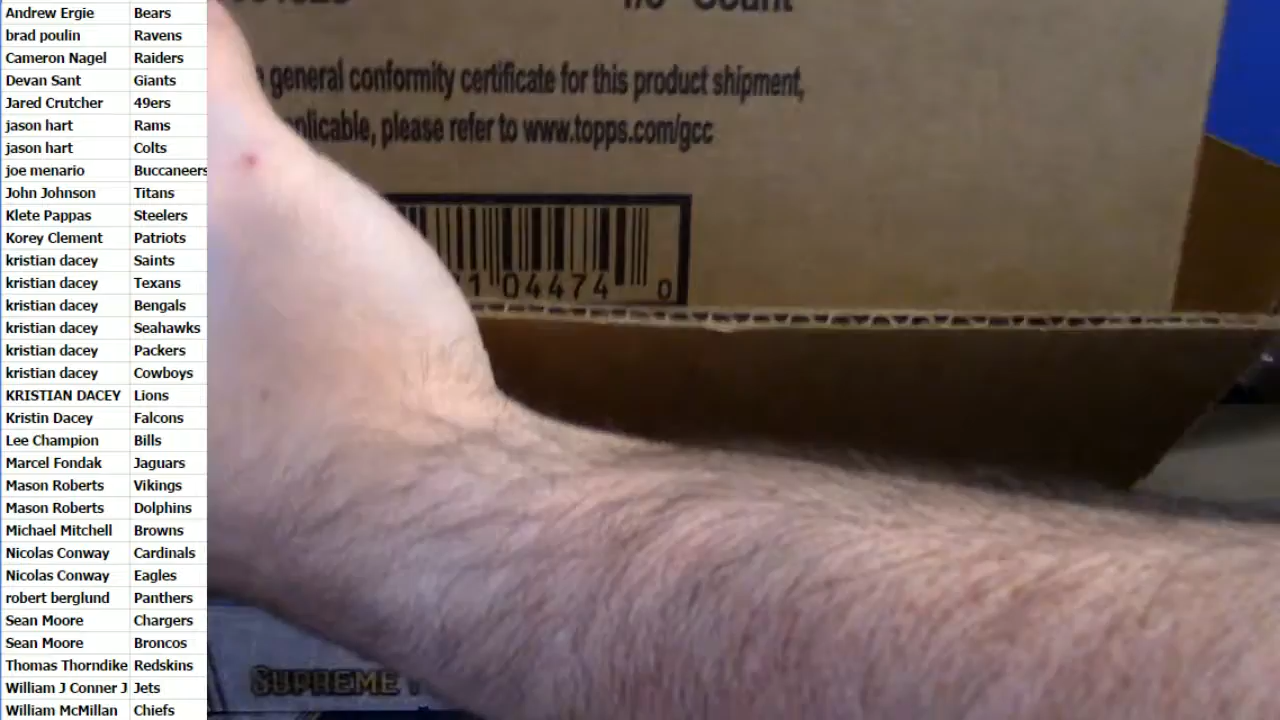 Andrew Ergie Bears
brad poulin Ravens
Cameron Nagel Raiders
Devan Sant Giants
Jared Crutcher 49ers
jason hart Rams
jason hart Colts
joe menario Buccaneers
John Johnson Titans
Klete Pappas Steelers
Korey Clement Patriots
kristian dacey Saints
kristian dacey Texans
kristian dacey Bengals
kristian dacey Seahawks
kristian dacey Packers
kristian dacey Cowboys
KRISTIAN DACEY Lions
Kristin Dacey Falcons
Lee Champion Bills
Marcel Fondak Jaguars
Mason Roberts Vikings
Mason Roberts Dolphins
Michael Mitchell Browns
Nicolas Conway Cardinals
Nicolas Conway Eagles
robert berglund Panthers
Sean Moore Chargers
Sean Moore Broncos
Thomas Thorndike Redskins
William J Conner J Jets
William McMillan Chiefs
Count
general conformity certificate for this product shipment,
please refer to www.topps.com/gcc
04474 0
SUPREME